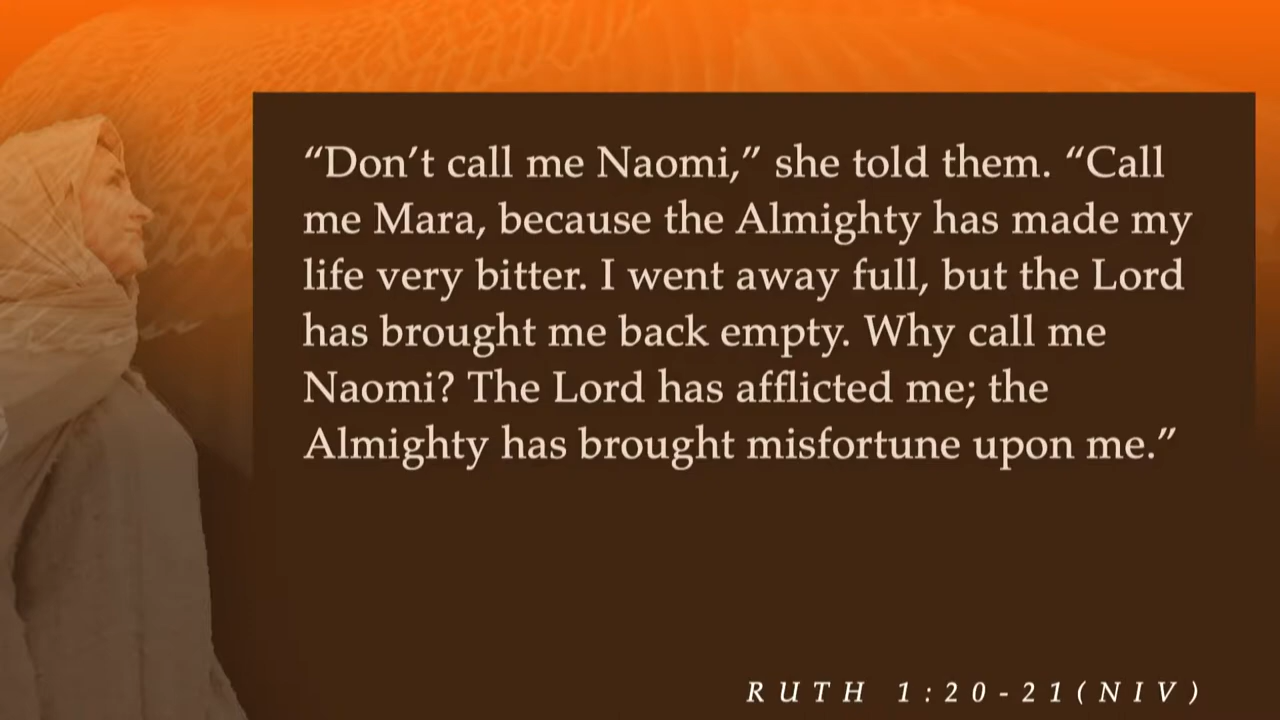 “Don’t call me Naomi,” she told them. “Call
me Mara, because the Almighty has made my
life very bitter. I went away full, but the Lord
has brought me back empty. Why call me
Naomi? The Lord has afflicted me; the
Almighty has brought misfortune upon me.”
RUTH 1:20-21(NIV)